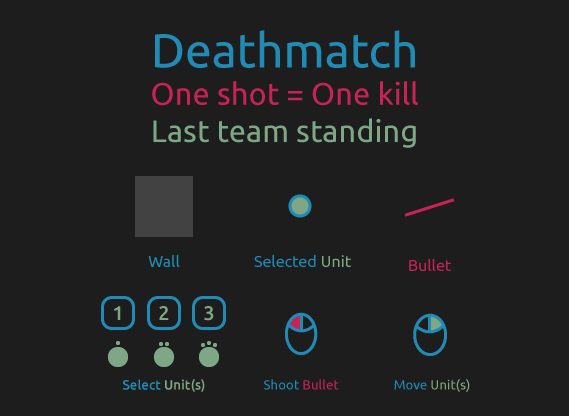 Deathmatch
One shot = One kill
Last team standing
Wall
Selected Unit
Bullet
1 2 3
Select Unit(s)
Shoot Bullet
Move Unit(s)